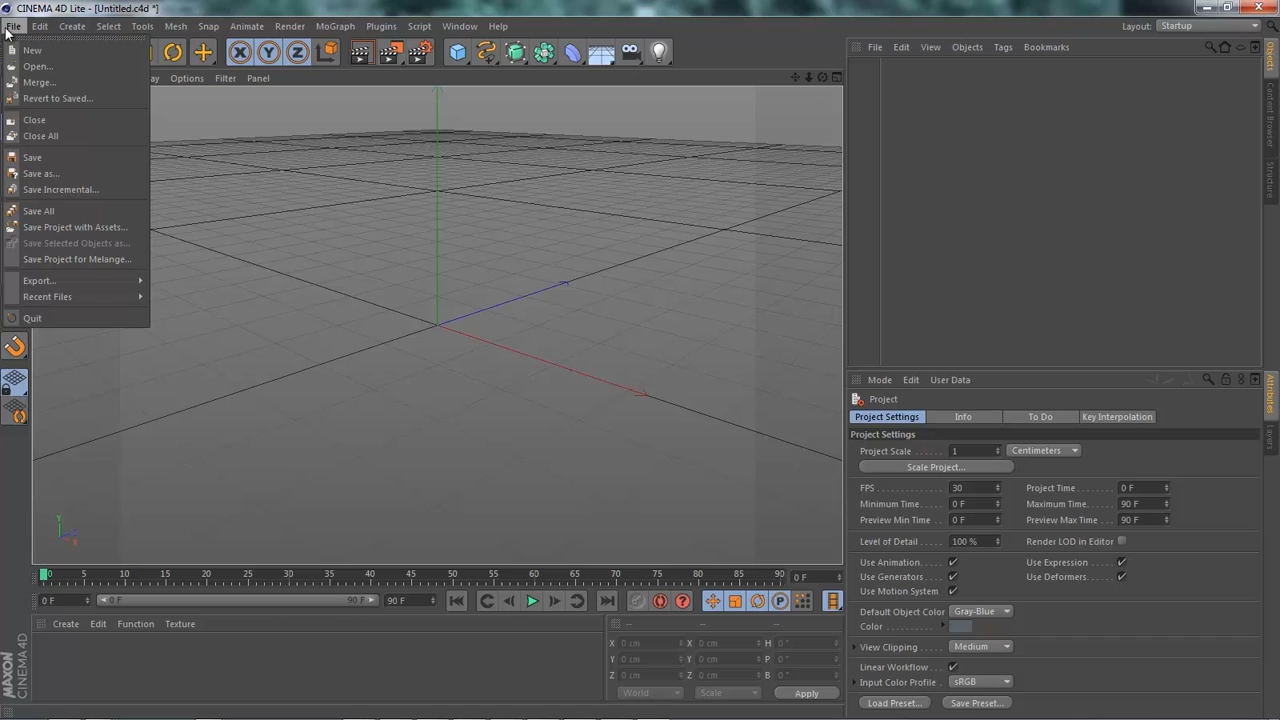 CINEMA 4D Lite - [Untitled.c4d *]
File Edit Create Select Tools Mesh Snap Animate Render MoGraph Plugins Script Window Help
Layout: Startup
New
Open...
Merge...
Revert to Saved...
Close
Close All
Save
Save as...
Save Incremental...
Save All
Save Project with Assets...
Save Selected Objects as...
Save Project for Melange...
Export...
Recent Files
Quit
X Y Z
Options Filter Panel
Y
X
0 5 10 15 20 25 30 35 40 45 50 55 60 65 70 75 80 85 90 0 F
0 F 0 F 90 F 90 F P
Create Edit Function Texture
-- -- --
X 0 cm X 0 cm H 0 °
Y 0 cm Y 0 cm P 0 °
Z 0 cm Z 0 cm B 0 °
World Scale Apply
MAXON
CINEMA 4D
File Edit View Objects Tags Bookmarks
Objects
Content Browser
Structure
Mode Edit User Data
Attributes
Layers
Project
Project Settings Info To Do Key Interpolation
Project Settings
Project Scale 1 Centimeters
Scale Project...
FPS 30 Project Time 0 F
Minimum Time 0 F Maximum Time 90 F
Preview Min Time 0 F Preview Max Time 90 F
Level of Detail 100 % Render LOD in Editor
Use Animation Use Expression
Use Generators Use Deformers
Use Motion System
Default Object Color Gray-Blue
Color
View Clipping Medium
Linear Workflow
Input Color Profile sRGB
Load Preset... Save Preset...